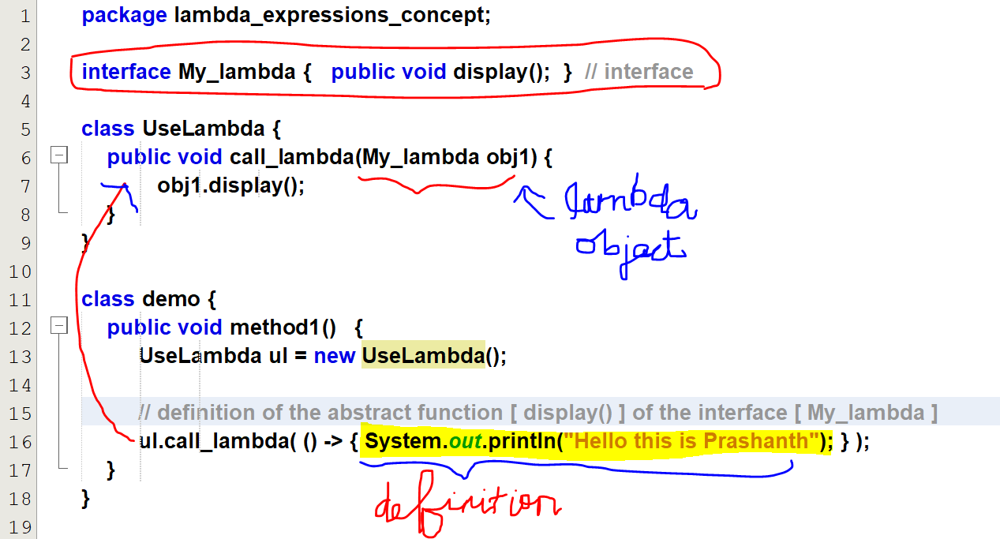 1 package lambda_expressions_concept;
2
3 interface My_lambda { public void display(); } // interface
4
5 class UseLambda {
6 public void call_lambda(My_lambda obj1) {
7 obj1.display();
8 }
9 }
lambda
object
10
11 class demo {
12 public void method1() {
13 UseLambda ul = new UseLambda();
14
15 // definition of the abstract function [ display() ] of the interface [ My_lambda ]
16 ul.call_lambda( () -> { System.out.println("Hello this is Prashanth"); } );
17 }
18 }
definition
19